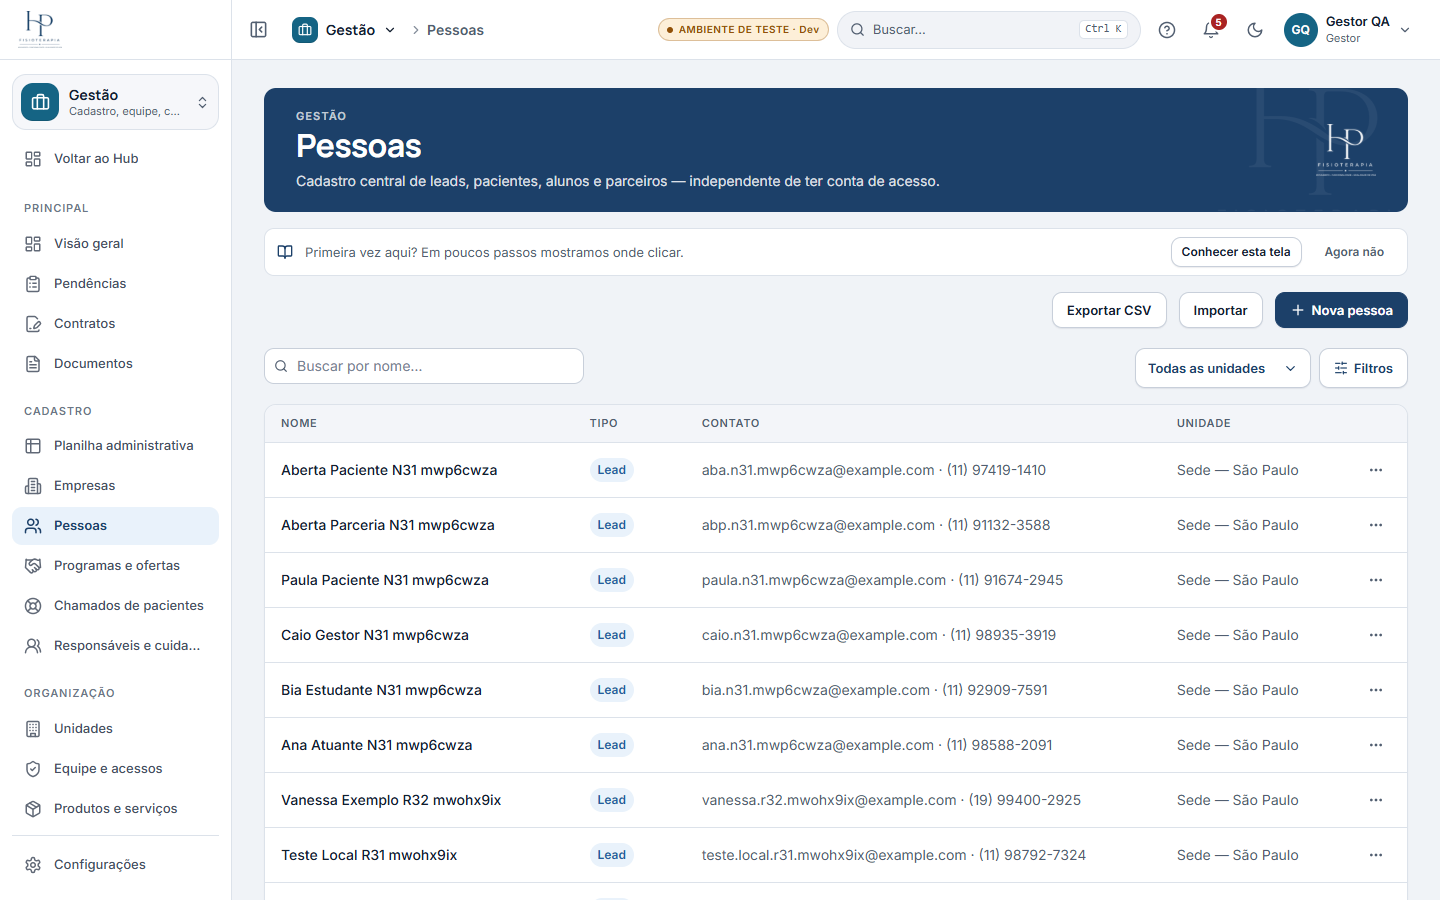 HP
FISIOTERAPIA
Gestão
Pessoas
AMBIENTE DE TESTE · Dev
Buscar...
Ctrl K
5
GQ
Gestor QA
Gestor
Gestão
Cadastro, equipe, c...
Voltar ao Hub
PRINCIPAL
Visão geral
Pendências
Contratos
Documentos
CADASTRO
Planilha administrativa
Empresas
Pessoas
Programas e ofertas
Chamados de pacientes
Responsáveis e cuida...
ORGANIZAÇÃO
Unidades
Equipe e acessos
Produtos e serviços
Configurações
GESTÃO
Pessoas
Cadastro central de leads, pacientes, alunos e parceiros — independente de ter conta de acesso.
HP
FISIOTERAPIA
Primeira vez aqui? Em poucos passos mostramos onde clicar.
Conhecer esta tela
Agora não
Exportar CSV
Importar
Nova pessoa
Buscar por nome...
Todas as unidades
Filtros
NOME TIPO CONTATO UNIDADE
Aberta Paciente N31 mwp6cwza Lead aba.n31.mwp6cwza@example.com · (11) 97419-1410 Sede — São Paulo
Aberta Parceria N31 mwp6cwza Lead abp.n31.mwp6cwza@example.com · (11) 91132-3588 Sede — São Paulo
Paula Paciente N31 mwp6cwza Lead paula.n31.mwp6cwza@example.com · (11) 91674-2945 Sede — São Paulo
Caio Gestor N31 mwp6cwza Lead caio.n31.mwp6cwza@example.com · (11) 98935-3919 Sede — São Paulo
Bia Estudante N31 mwp6cwza Lead bia.n31.mwp6cwza@example.com · (11) 92909-7591 Sede — São Paulo
Ana Atuante N31 mwp6cwza Lead ana.n31.mwp6cwza@example.com · (11) 98588-2091 Sede — São Paulo
Vanessa Exemplo R32 mwohx9ix Lead vanessa.r32.mwohx9ix@example.com · (19) 99400-2925 Sede — São Paulo
Teste Local R31 mwohx9ix Lead teste.local.r31.mwohx9ix@example.com · (11) 98792-7324 Sede — São Paulo